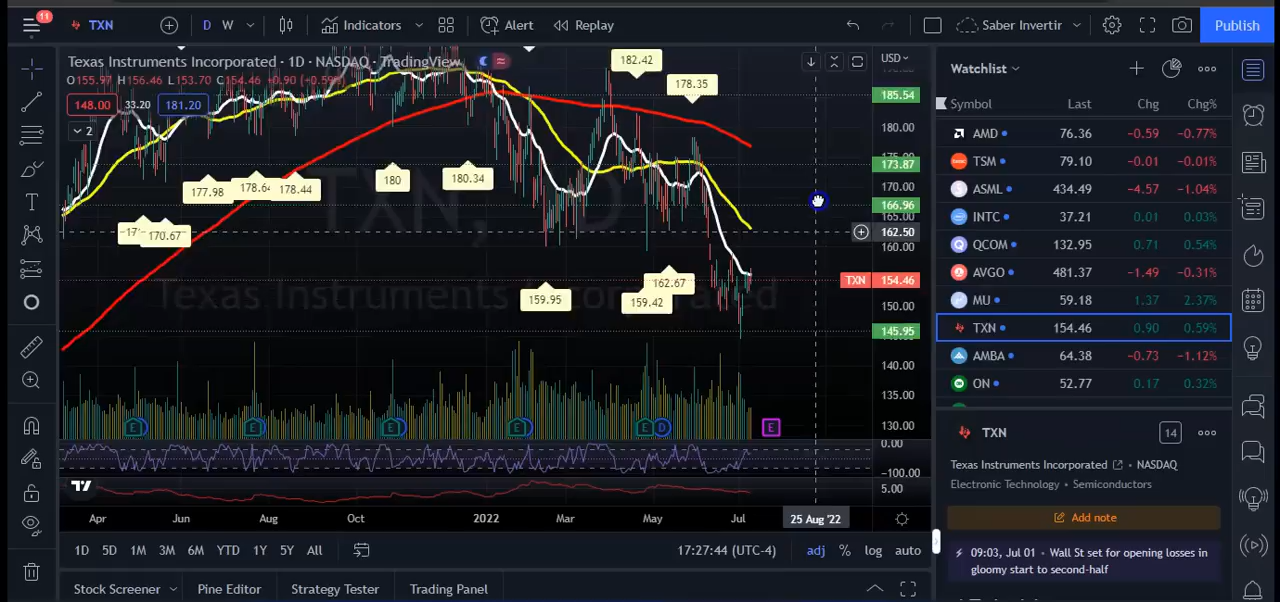 11
TXN
D W
Indicators
Alert
Replay
Saber Invertir
Publish
Texas Instruments Incorporated · 1D · NASDAQ · TradingView
O155.97 H156.46 L153.70 C154.46 +0.90 (+0.59%)
148.00 33.20 181.20
2
182.42
178.35
177.98
178.64
178.44
180
180.34
170.67
159.95
159.42
162.67
TXN, 1D
Texas Instruments Incorporated
USD
185.54
180.00
173.87
170.00
166.96
165.00
162.50
160.00
TXN 154.46
150.00
145.95
140.00
135.00
130.00
0.00
−100.00
5.00
E E E E E D E
Apr Jun Aug Oct 2022 Mar May Jul 25 Aug '22
1D 5D 1M 3M 6M YTD 1Y 5Y All
17:27:44 (UTC-4) adj % log auto
Stock Screener Pine Editor Strategy Tester Trading Panel
Watchlist
Symbol Last Chg Chg%
AMD 76.36 −0.59 −0.77%
TSM 79.10 −0.01 −0.01%
ASML 434.49 −4.57 −1.04%
INTC 37.21 0.01 0.03%
QCOM 132.95 0.71 0.54%
AVGO 481.37 −1.49 −0.31%
MU 59.18 1.37 2.37%
TXN 154.46 0.90 0.59%
AMBA 64.38 −0.73 −1.12%
ON 52.77 0.17 0.32%
TXN 14
Texas Instruments Incorporated • NASDAQ
Electronic Technology • Semiconductors
Add note
09:03, Jul 01 • Wall St set for opening losses in
gloomy start to second-half